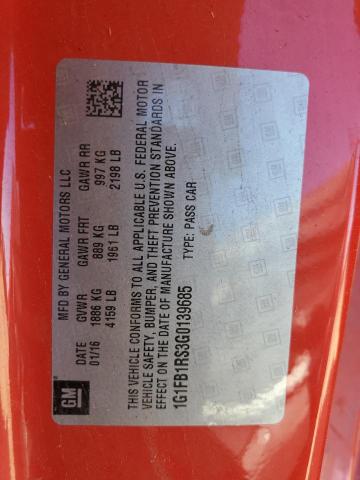 MFD BY GENERAL MOTORS LLC
DATE GVWR GAWR FRT GAWR RR
01/16 1886 KG 889 KG 997 KG
4159 LB 1961 LB 2198 LB
THIS VEHICLE CONFORMS TO ALL APPLICABLE U.S. FEDERAL MOTOR
VEHICLE SAFETY, BUMPER, AND THEFT PREVENTION STANDARDS IN
EFFECT ON THE DATE OF MANUFACTURE SHOWN ABOVE.
1G1FB1RS3G0139685 TYPE: PASS CAR
GM